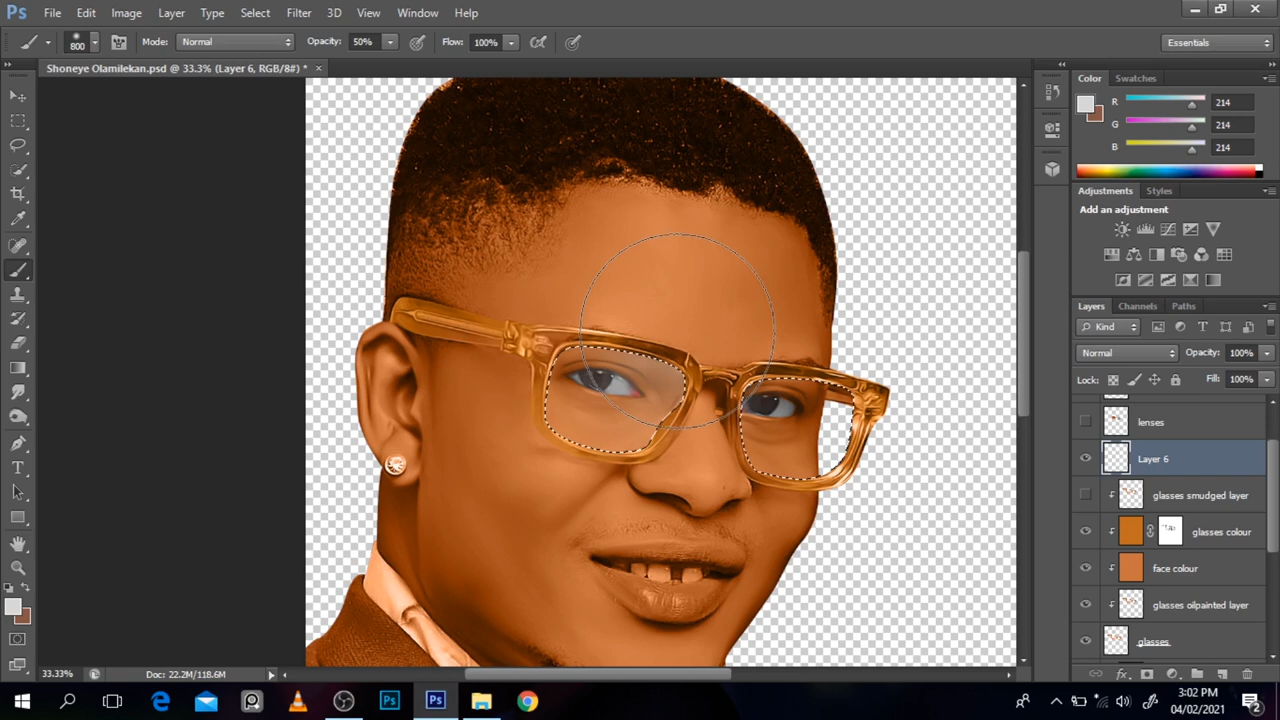 Ps File Edit Image Layer Type Select Filter 3D View Window Help
800 Mode: Normal Opacity: 50% Flow: 100% Essentials
Shoneye Olamilekan.psd @ 33.3% (Layer 6, RGB/8#) * ×
Color Swatches
R 214
G 214
B 214
Adjustments Styles
Add an adjustment
Layers Channels Paths
Kind
Normal Opacity: 100%
Lock: Fill: 100%
lenses
Layer 6
glasses smudged layer
glasses colour
face colour
glasses oilpainted layer
glasses
33.33% Doc: 22.2M/118.6M
Ps Ps
3:02 PM
04/02/2021
2